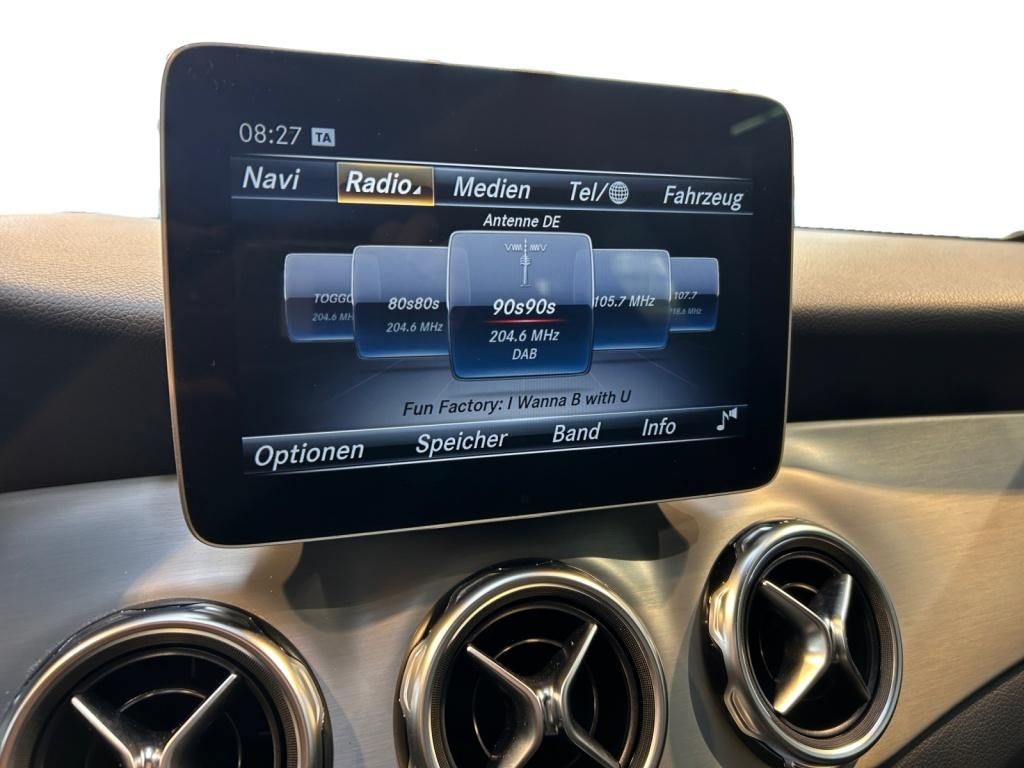 08:27 TA
Navi Radio Medien Tel/ Fahrzeug
Antenne DE
TOGGO 80s80s 90s90s 105.7 MHz 107.7
204.6 MHz 204.6 MHz 204.6 MHz
DAB
Fun Factory: I Wanna B with U
Optionen Speicher Band Info